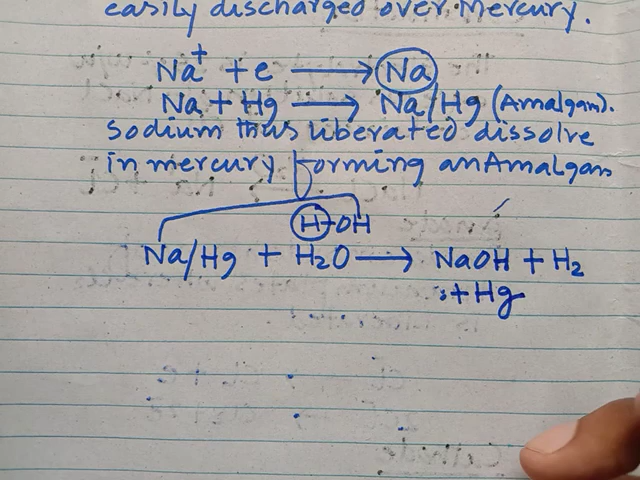 easily discharged over Mercury.
Na⁺ + e ⟶ Na
Na + Hg ⟶ Na/Hg (Amalgam).
Sodium thus liberated dissolve
in mercury forming an Amalgam
H-OH
Na/Hg + H2O ⟶ NaOH + H2
+ Hg